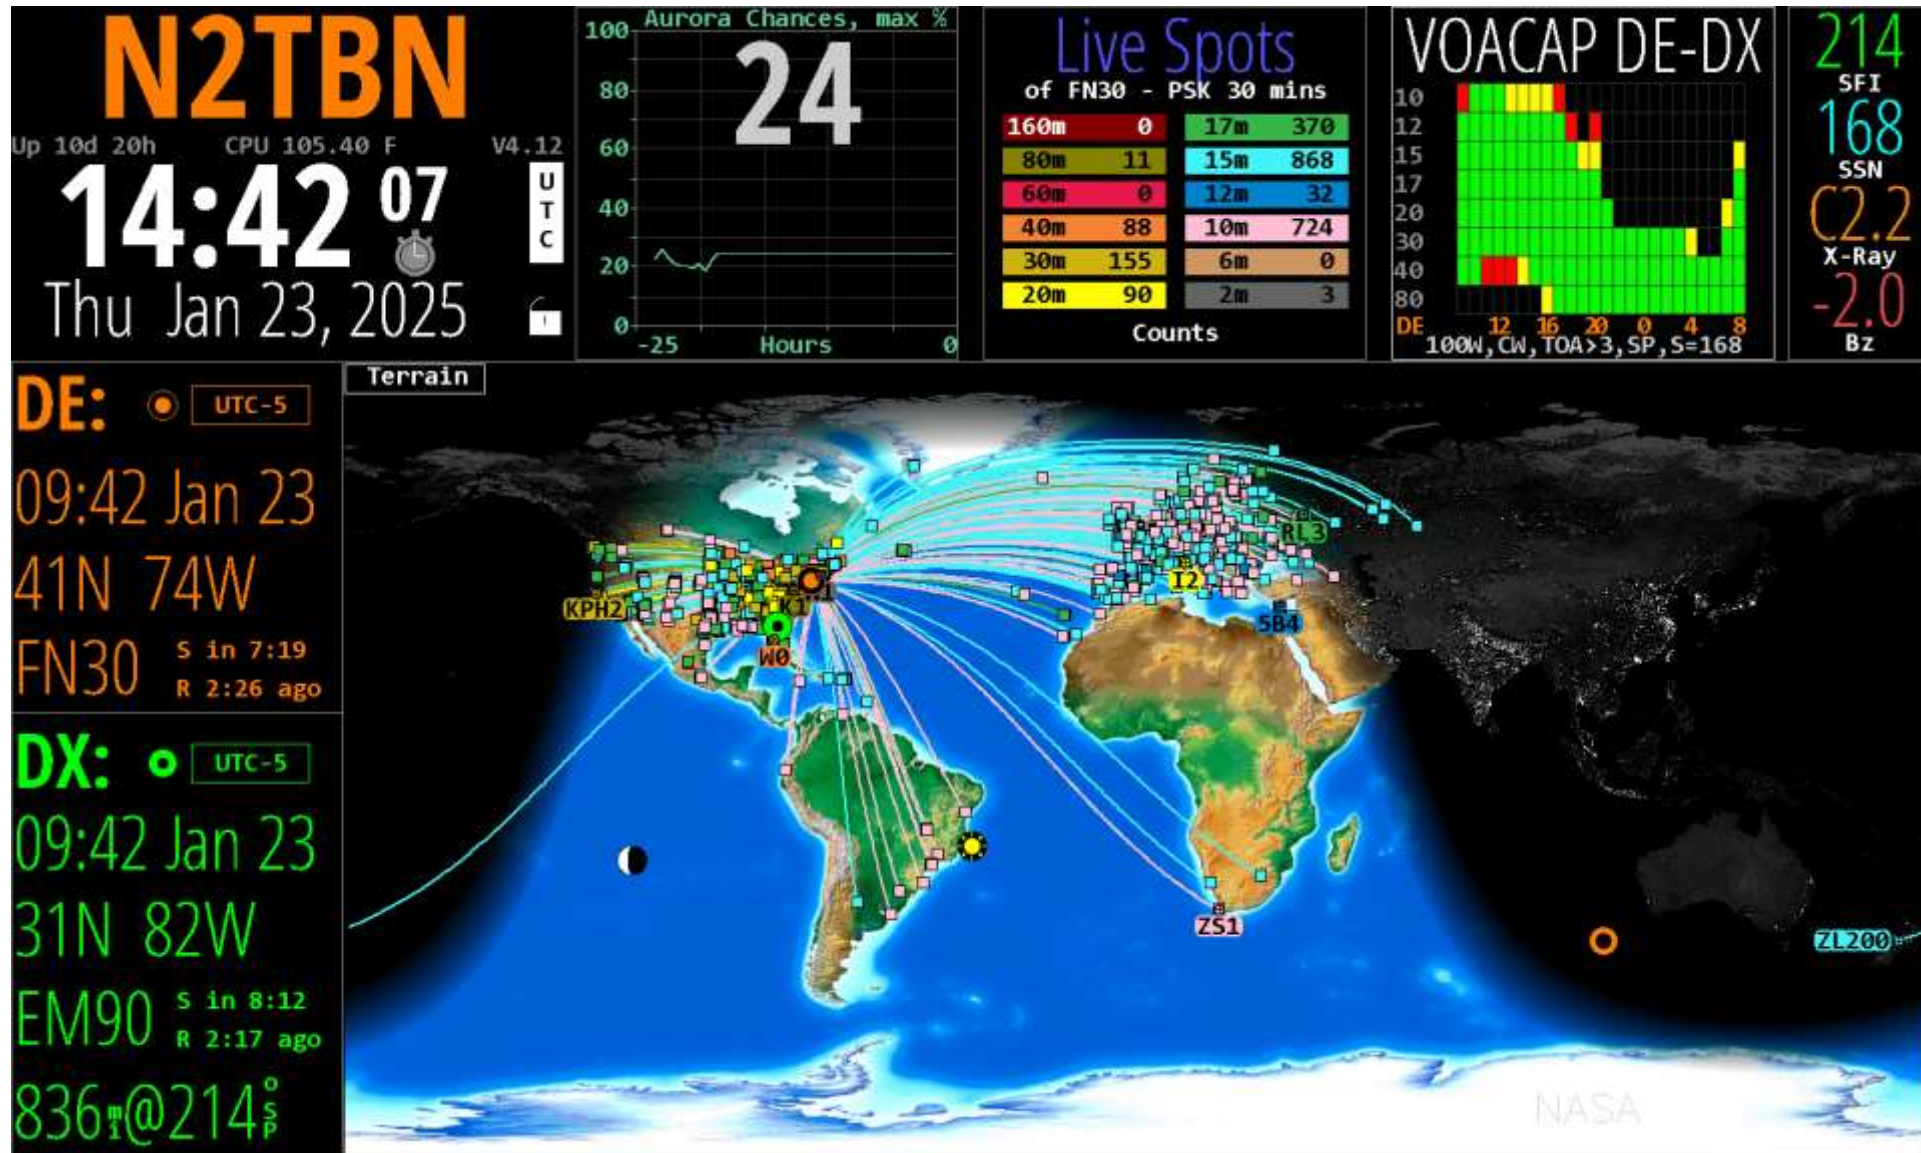 N2TBN
Up 10d 20h CPU 105.40 F V4.12
14:42 07
UTC
Thu Jan 23, 2025
Aurora Chances, max %
24
100
80
60
40
20
0
-25 Hours 0
Live Spots
of FN30 - PSK 30 mins
160m 0 17m 370
80m 11 15m 868
60m 0 12m 32
40m 88 10m 724
30m 155 6m 0
20m 90 2m 3
Counts
VOACAP DE-DX
10
12
15
17
20
30
40
80
DE 12 16 20 0 4 8
100W,CW,TOA>3,SP,S=168
214
SFI
168
SSN
C2.2
X-Ray
-2.0
Bz
DE: UTC-5
09:42 Jan 23
41N 74W
FN30 S in 7:19
R 2:26 ago
DX: UTC-5
09:42 Jan 23
31N 82W
EM90 S in 8:12
R 2:17 ago
836mi@214° SP
Terrain
RL3
I2
KPH2
K1
5B4
W0
ZS1
ZL200
NASA